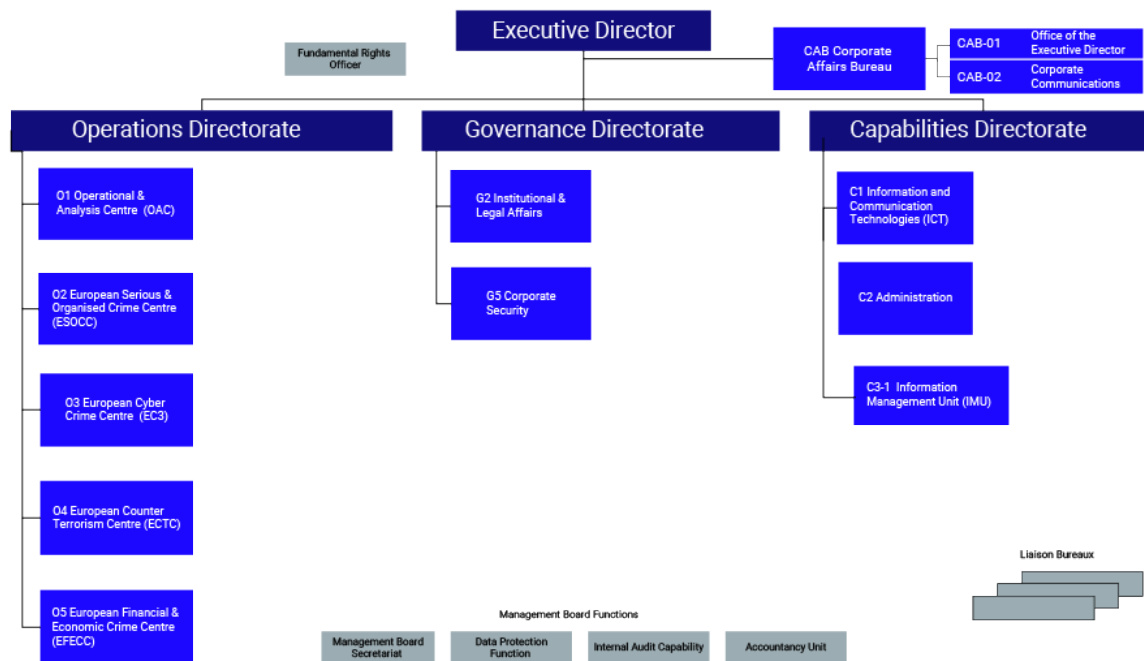 Executive Director
Fundamental Rights
Officer
CAB Corporate
Affairs Bureau
CAB-01 Office of the
Executive Director
CAB-02 Corporate
Communications
Operations Directorate
Governance Directorate
Capabilities Directorate
O1 Operational &
Analysis Centre (OAC)
O2 European Serious &
Organised Crime Centre
(ESOCC)
O3 European Cyber
Crime Centre (EC3)
O4 European Counter
Terrorism Centre (ECTC)
O5 European Financial &
Economic Crime Centre
(EFECC)
G2 Institutional &
Legal Affairs
G5 Corporate
Security
C1 Information and
Communication
Technologies (ICT)
C2 Administration
C3-1 Information
Management Unit (IMU)
Liaison Bureaux
Management Board Functions
Management Board
Secretariat
Data Protection
Function
Internal Audit Capability
Accountancy Unit